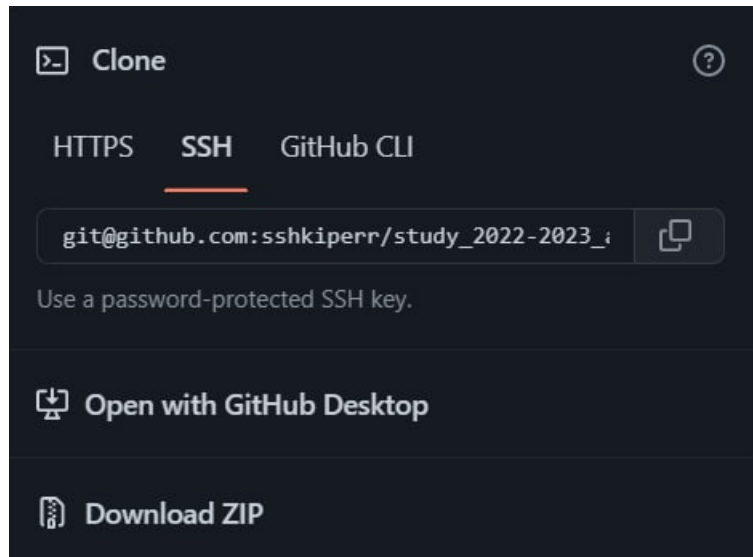 Clone
HTTPS SSH GitHub CLI
git@github.com:sshkiperr/study_2022-2023_
Use a password-protected SSH key.
Open with GitHub Desktop
Download ZIP